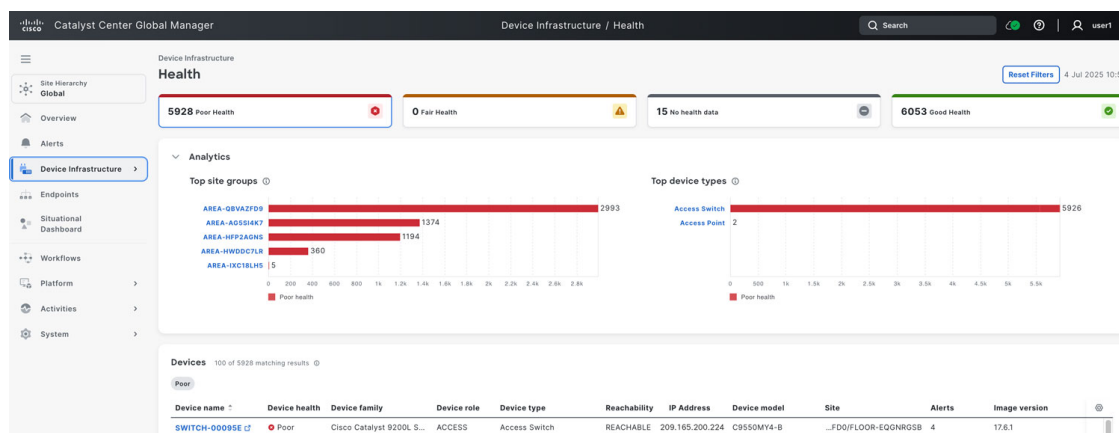 cisco Catalyst Center Global Manager Device Infrastructure / Health Search user1
Site Hierarchy
Global
Overview
Alerts
Device Infrastructure
Endpoints
Situational
Dashboard
Workflows
Platform
Activities
System
Device Infrastructure
Health
Reset Filters 4 Jul 2025 10:5
5928 Poor Health 0 Fair Health 15 No health data 6053 Good Health
Analytics
Top site groups
AREA-QBVAZFD9 2993
AREA-AG5SI4K7 1374
AREA-HFP2AGNS 1194
AREA-HWDDC7LR 360
AREA-IXC18LH5 5
0 200 400 600 800 1k 1.2k 1.4k 1.6k 1.8k 2k 2.2k 2.4k 2.6k 2.8k
Poor health
Top device types
Access Switch 5926
Access Point 2
0 500 1k 1.5k 2k 2.5k 3k 3.5k 4k 4.5k 5k 5.5k
Poor health
Devices 100 of 5928 matching results
Poor
Device name Device health Device family Device role Device type Reachability IP Address Device model Site Alerts Image version
SWITCH-00095E Poor Cisco Catalyst 9200L S... ACCESS Access Switch REACHABLE 209.165.200.224 C9550MY4-B ...FD0/FLOOR-EQGNRGSB 4 17.6.1